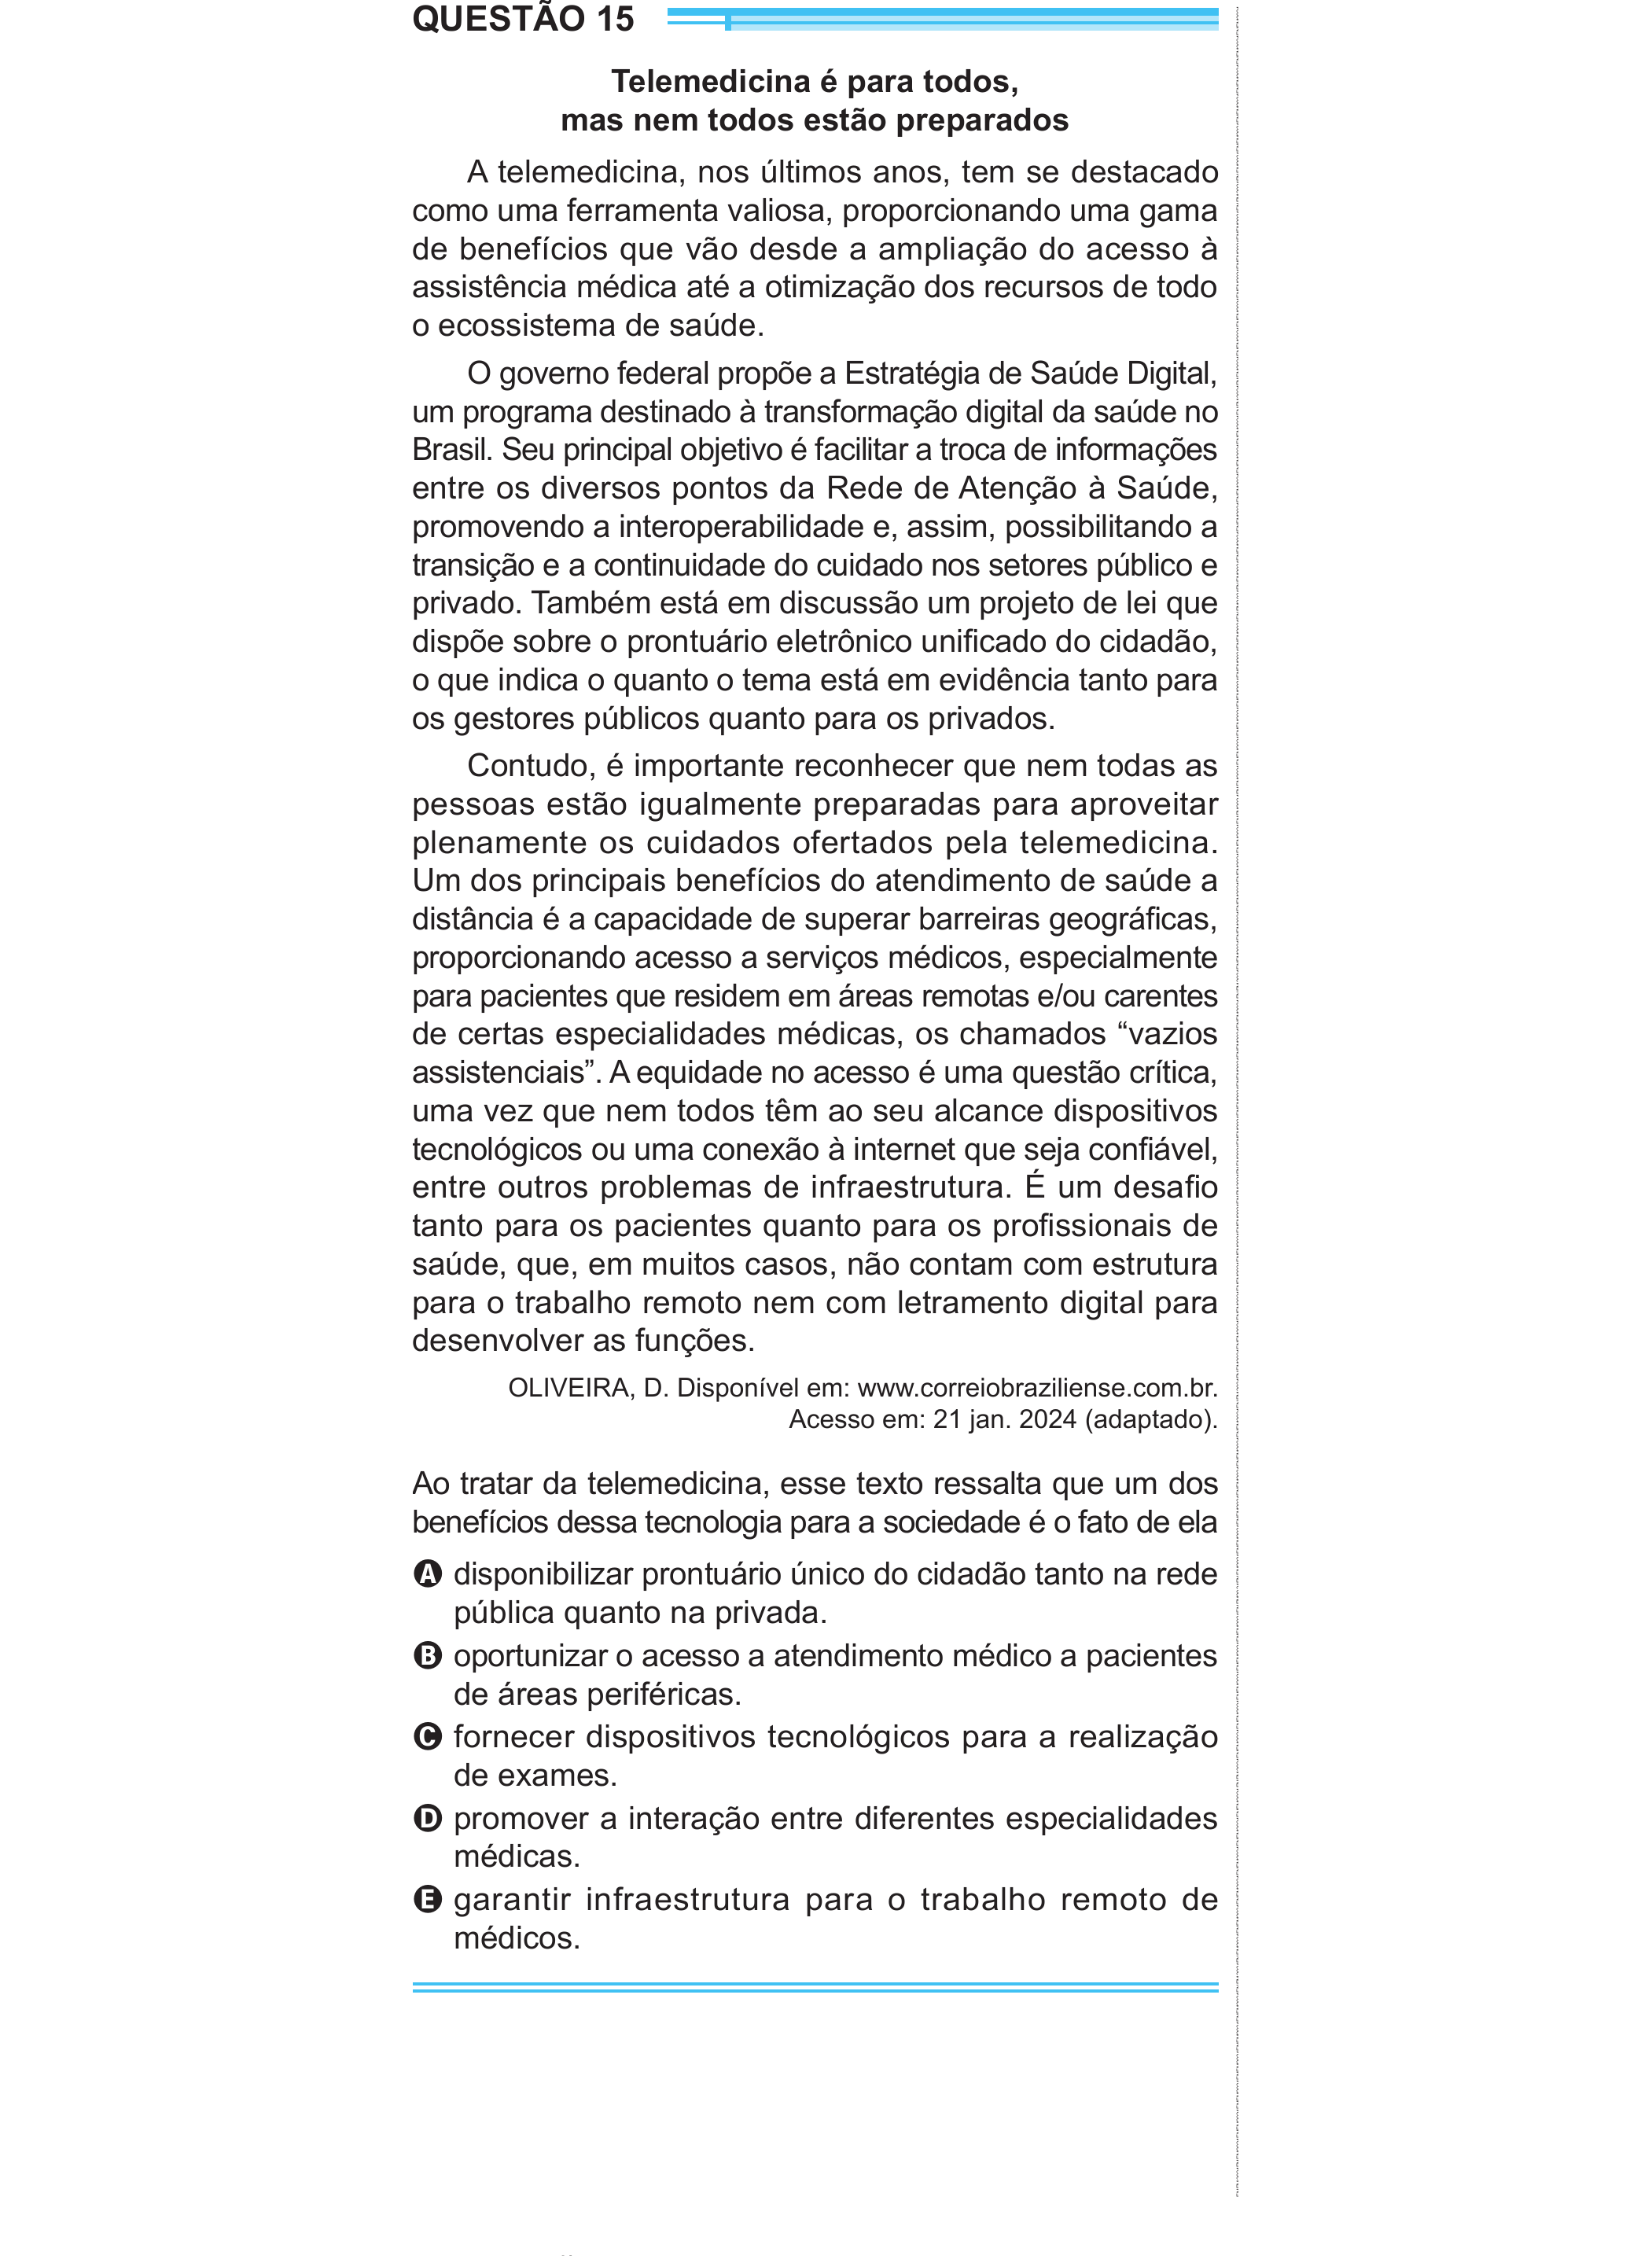 QUESTÃO 15
Telemedicina é para todos,
mas nem todos estão preparados
A telemedicina, nos últimos anos, tem se destacado
como uma ferramenta valiosa, proporcionando uma gama
de benefícios que vão desde a ampliação do acesso à
assistência médica até a otimização dos recursos de todo
o ecossistema de saúde.
O governo federal propõe a Estratégia de Saúde Digital,
um programa destinado à transformação digital da saúde no
Brasil. Seu principal objetivo é facilitar a troca de informações
entre os diversos pontos da Rede de Atenção à Saúde,
promovendo a interoperabilidade e, assim, possibilitando a
transição e a continuidade do cuidado nos setores público e
privado. Também está em discussão um projeto de lei que
dispõe sobre o prontuário eletrônico unificado do cidadão,
o que indica o quanto o tema está em evidência tanto para
os gestores públicos quanto para os privados.
Contudo, é importante reconhecer que nem todas as
pessoas estão igualmente preparadas para aproveitar
plenamente os cuidados ofertados pela telemedicina.
Um dos principais benefícios do atendimento de saúde a
distância é a capacidade de superar barreiras geográficas,
proporcionando acesso a serviços médicos, especialmente
para pacientes que residem em áreas remotas e/ou carentes
de certas especialidades médicas, os chamados “vazios
assistenciais”. A equidade no acesso é uma questão crítica,
uma vez que nem todos têm ao seu alcance dispositivos
tecnológicos ou uma conexão à internet que seja confiável,
entre outros problemas de infraestrutura. É um desafio
tanto para os pacientes quanto para os profissionais de
saúde, que, em muitos casos, não contam com estrutura
para o trabalho remoto nem com letramento digital para
desenvolver as funções.
OLIVEIRA, D. Disponível em: www.correiobraziliense.com.br.
Acesso em: 21 jan. 2024 (adaptado).
Ao tratar da telemedicina, esse texto ressalta que um dos
benefícios dessa tecnologia para a sociedade é o fato de ela
A disponibilizar prontuário único do cidadão tanto na rede
pública quanto na privada.
B oportunizar o acesso a atendimento médico a pacientes
de áreas periféricas.
C fornecer dispositivos tecnológicos para a realização
de exames.
D promover a interação entre diferentes especialidades
médicas.
E garantir infraestrutura para o trabalho remoto de
médicos.